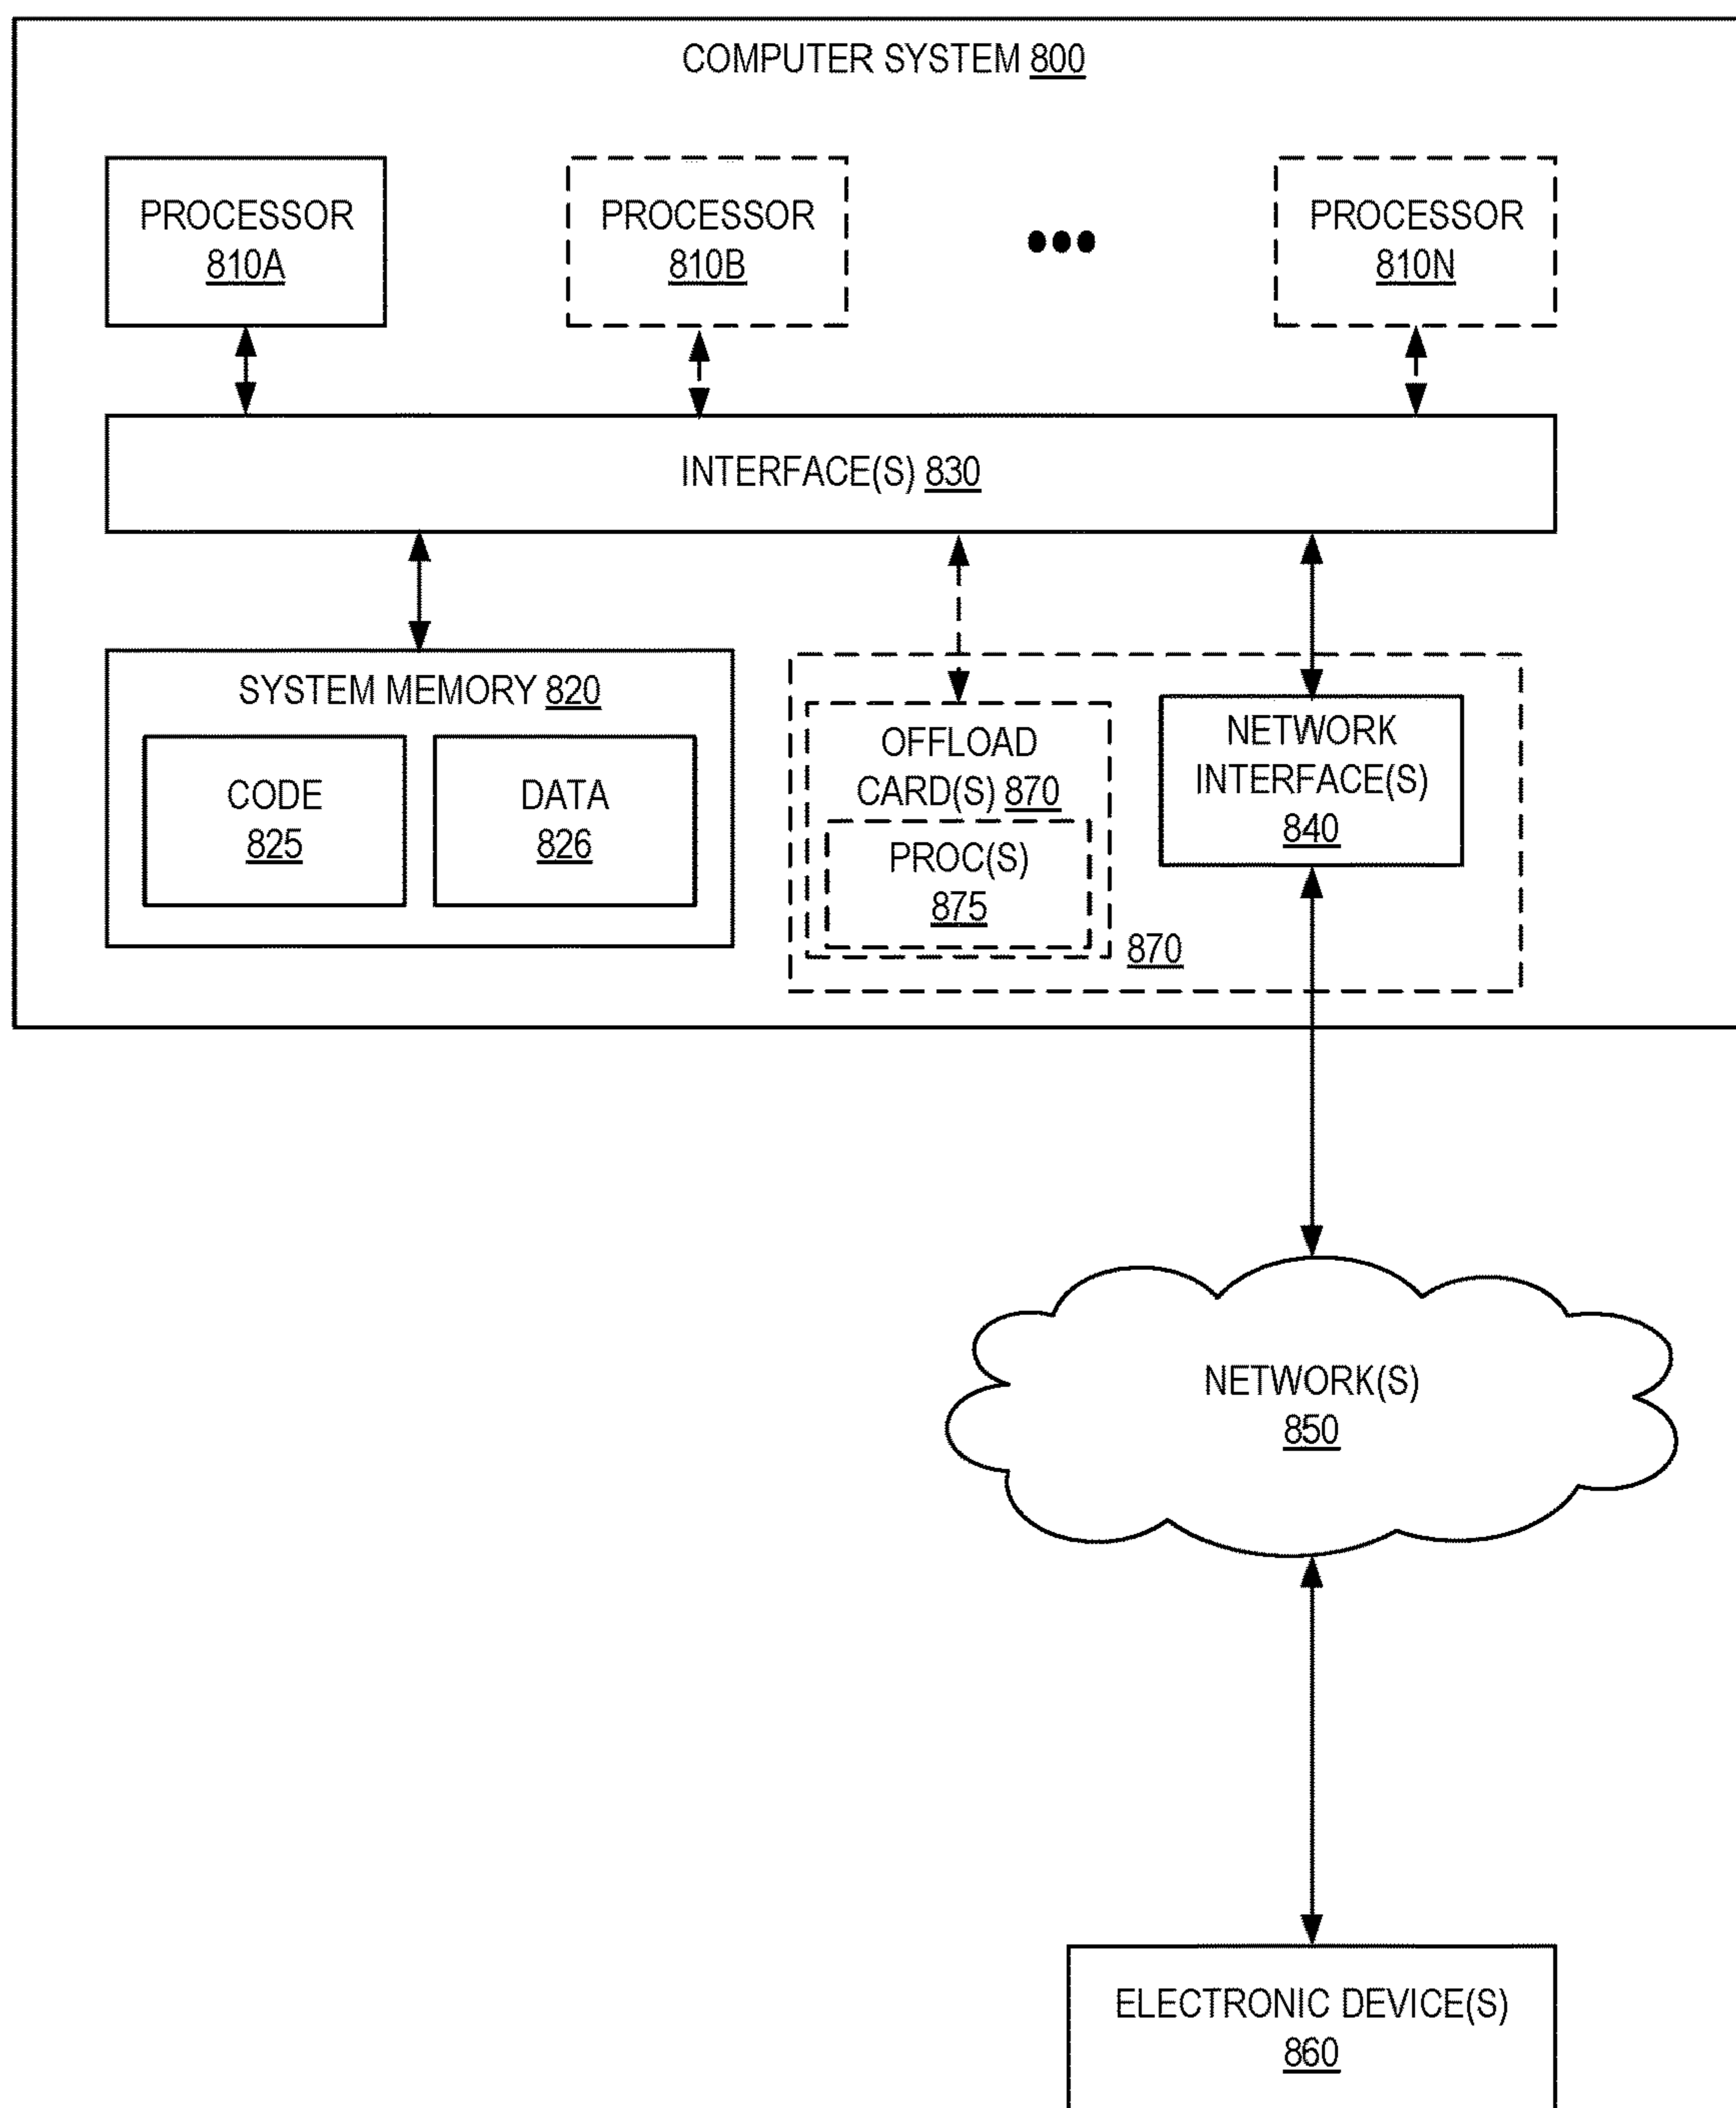 COMPUTER SYSTEM 800
PROCESSOR
810A
PROCESSOR
810B
PROCESSOR
810N
INTERFACE(S) 830
SYSTEM MEMORY 820
CODE
825
DATA
826
OFFLOAD
CARD(S) 870
PROC(S)
875
870
NETWORK
INTERFACE(S)
840
NETWORK(S)
850
ELECTRONIC DEVICE(S)
860